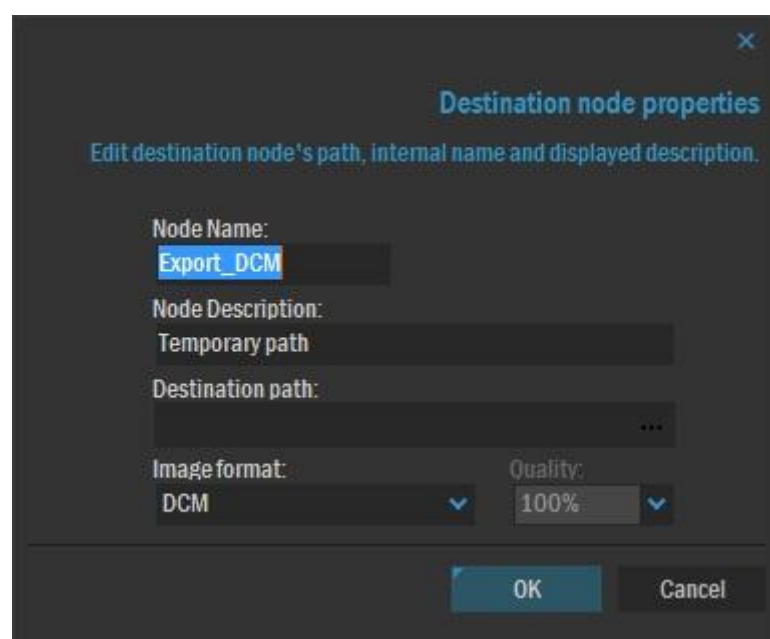 Destination node properties
Edit destination node's path, internal name and displayed description.
Node Name:
Export_DCM
Node Description:
Temporary path
Destination path:
...
Image format:
Quality:
DCM
100%
OK
Cancel